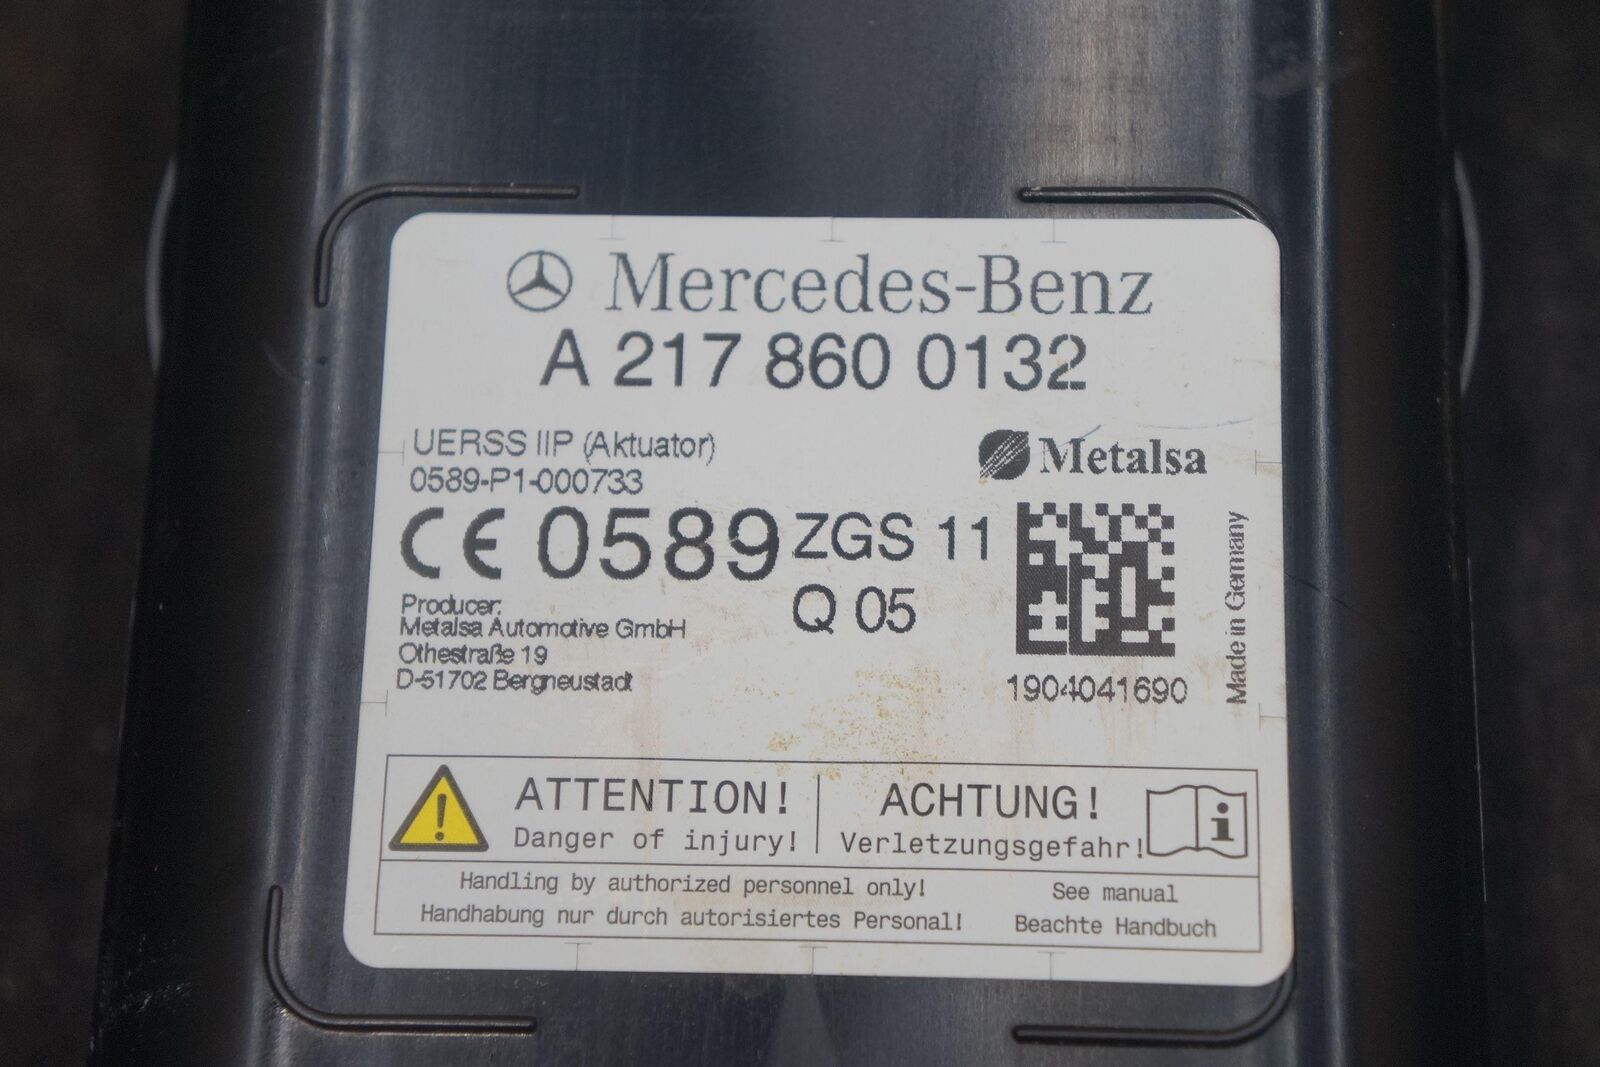 Mercedes-Benz
A 217 860 0132
UERSS IIP (Aktuator)
0589-P1-000733
Metalsa
CE 0589 ZGS 11
Q 05
Producer:
Metalsa Automotive GmbH
Othestraße 19
D-51702 Bergneustadt
1904041690
Made in Germany
ATTENTION!
Danger of injury!
ACHTUNG!
Verletzungsgefahr!
i
Handling by authorized personnel only!
Handhabung nur durch autorisiertes Personal!
See manual
Beachte Handbuch